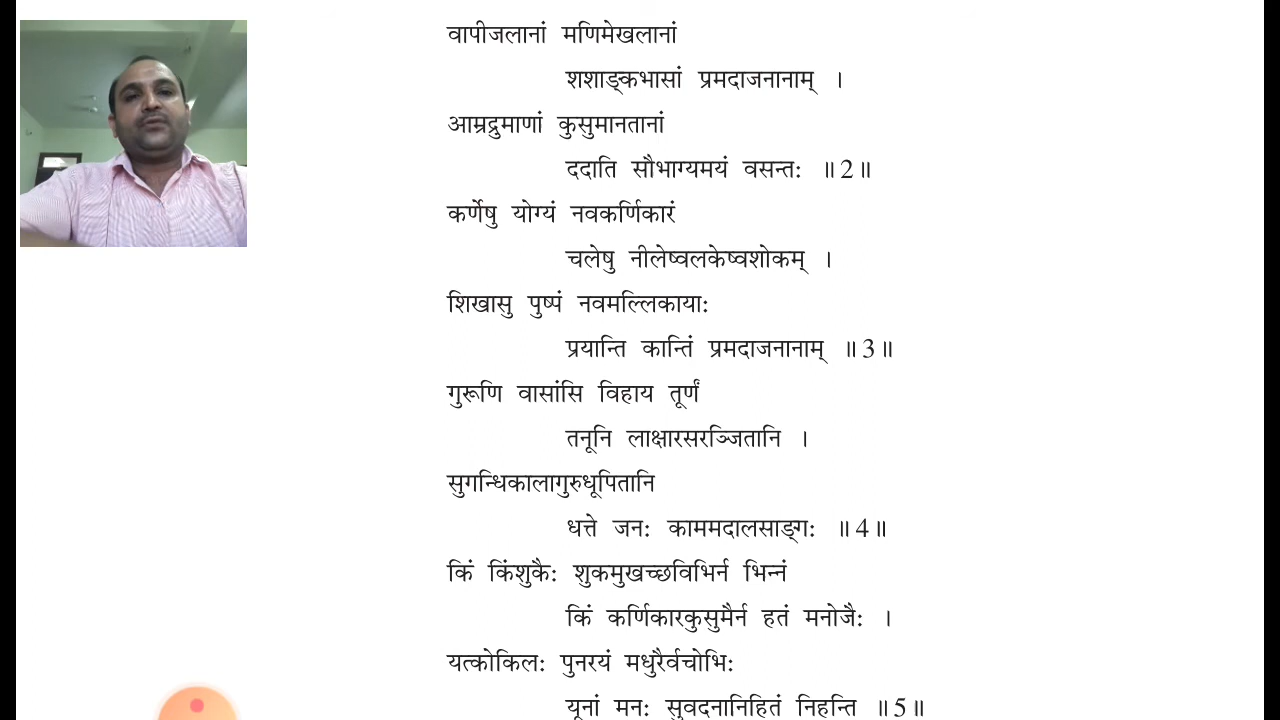 वापीजलानां मणिमेखलानां
शशाङ्कभासां प्रमदाजनानाम् ।
आम्रद्रुमाणां कुसुमानतानां
ददाति सौभाग्यमयं वसन्तः ॥2॥
कर्णेषु योग्यं नवकर्णिकारं
चलेषु नीलेष्वलकेष्वशोकम् ।
शिखासु पुष्पं नवमल्लिकायाः
प्रयान्ति कान्तिं प्रमदाजनानाम् ॥3॥
गुरूणि वासांसि विहाय तूर्णं
तनूनि लाक्षारसरञ्जितानि ।
सुगन्धिकालागुरुधूपितानि
धत्ते जनः काममदालसाङ्गः ॥4॥
किं किंशुकैः शुकमुखच्छविभिर्न भिन्नं
किं कर्णिकारकुसुमैर्न हतं मनोजैः ।
यत्कोकिलः पुनरयं मधुरैर्वचोभिः
यूनां मनः सुवदनानिहितं निहन्ति ॥5॥